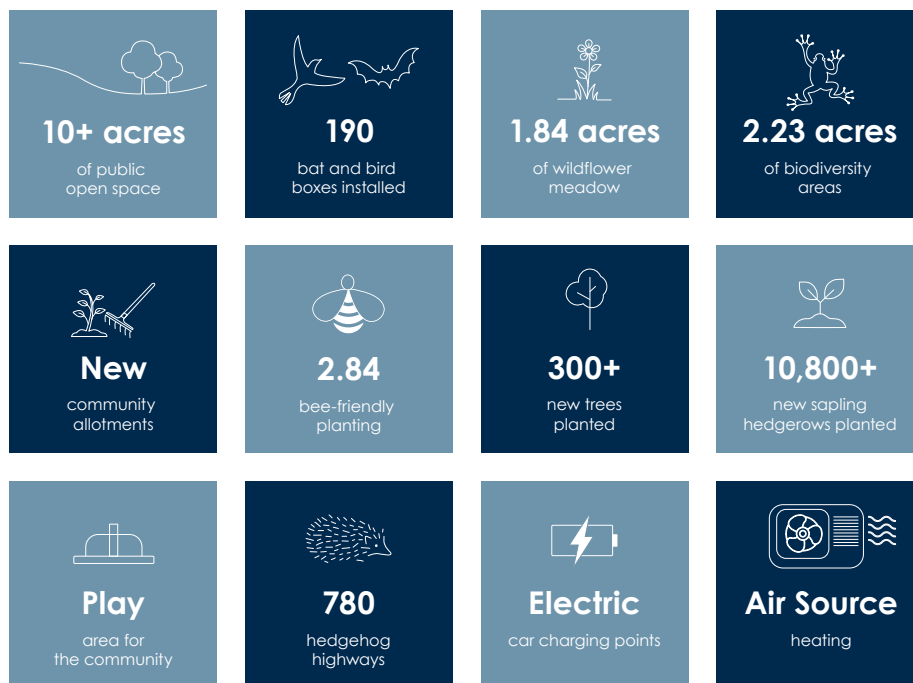 10+ acres
of public
open space
190
bat and bird
boxes installed
1.84 acres
of wildflower
meadow
2.23 acres
of biodiversity
areas
New
community
allotments
2.84
bee-friendly
planting
300+
new trees
planted
10,800+
new sapling
hedgerows planted
Play
area for
the community
780
hedgehog
highways
Electric
car charging points
Air Source
heating